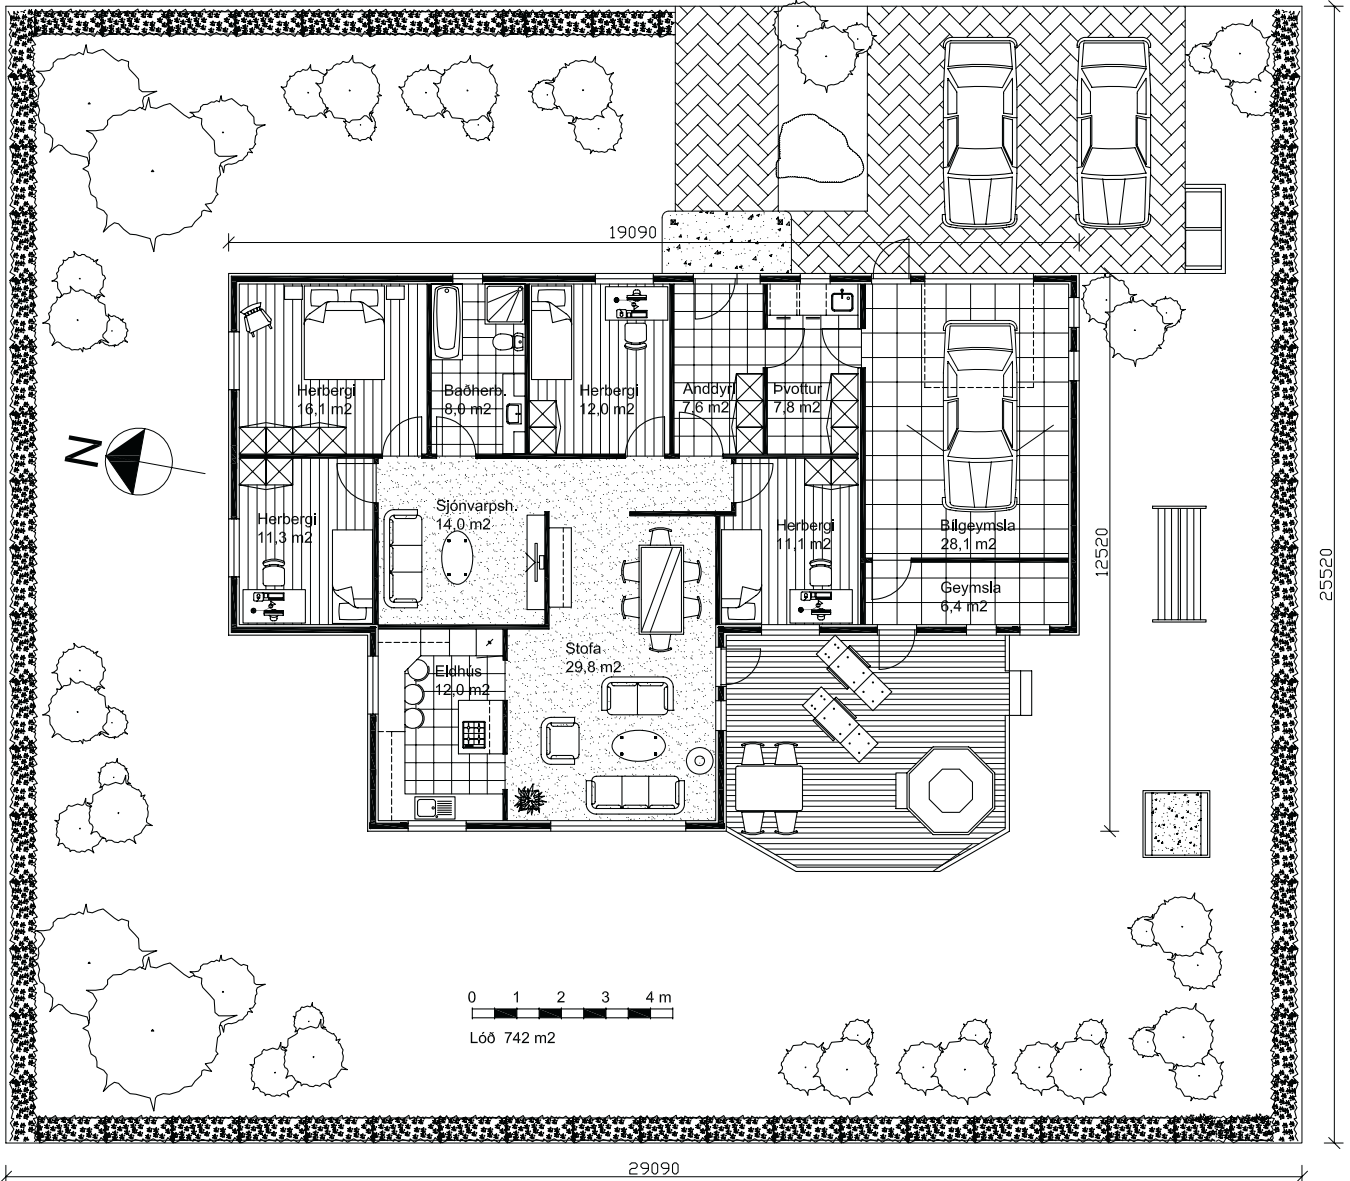 19090
Herbergi
16,1 m2
Baðherb.
8,0 m2
Herbergi
12,0 m2
Anddyri
7,6 m2
Þvottur
7,8 m2
N
Herbergi
11,3 m2
Sjónvarpsh.
14,0 m2
Herbergi
11,1 m2
Bílgeymsla
28,1 m2
Geymsla
6,4 m2
12520
25520
Stofa
29,8 m2
Eldhús
12,0 m2
0 1 2 3 4 m
Lóð 742 m2
29090